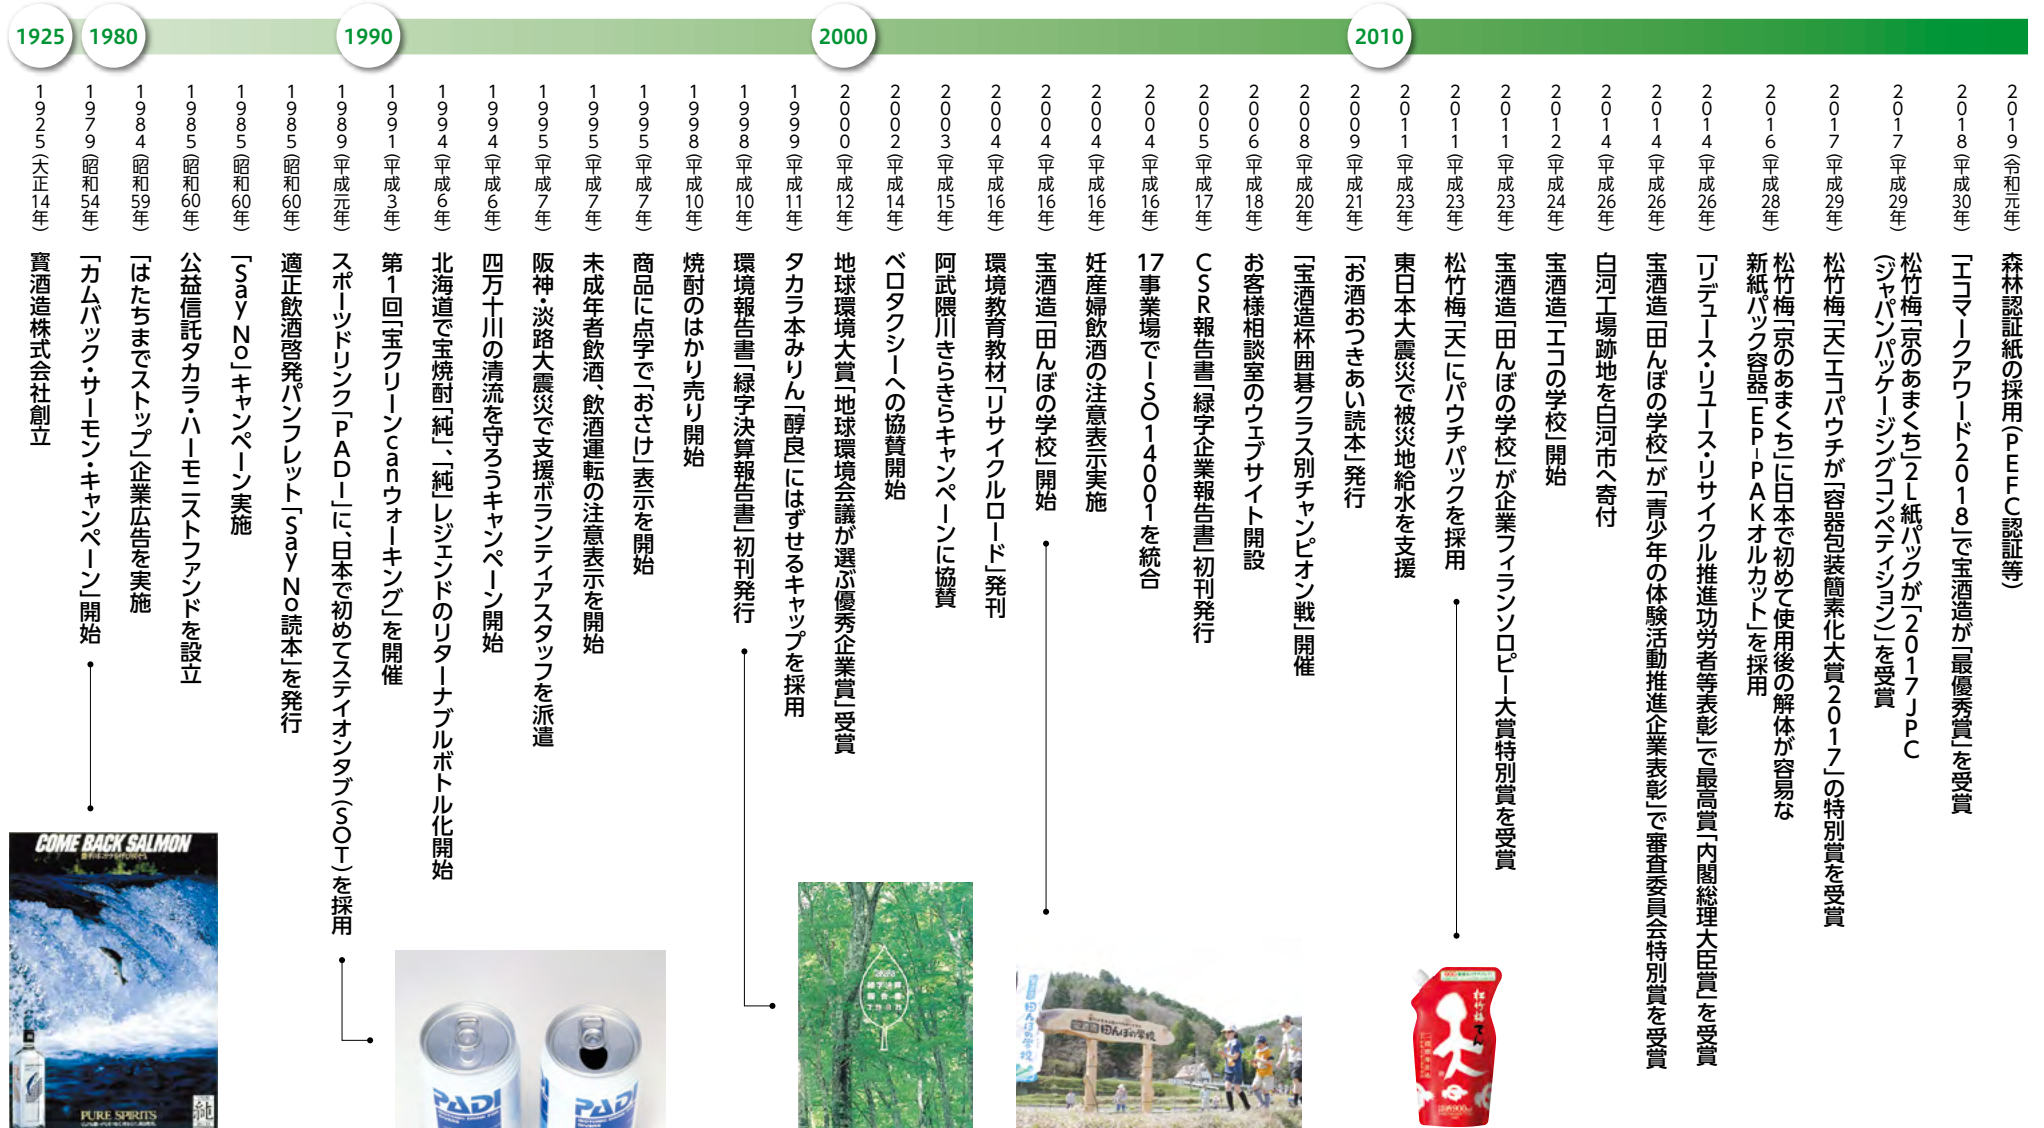 1925
1980
1990
2000
2010
1925（大正14年）　寳酒造株式会社創立
1979（昭和54年）　「カムバック・サーモン・キャンペーン」開始
1984（昭和59年）　「はたちまでストップ」企業広告を実施
1985（昭和60年）　公益信託タカラ・ハーモニストファンドを設立
1985（昭和60年）　「Say No」キャンペーン実施
1985（昭和60年）　適正飲酒啓発パンフレット「Say No読本」を発行
1989（平成元年）　スポーツドリンク「PADI」に、日本で初めてステイオンタブ（SOT）を採用
1991（平成3年）　第1回「宝クリーンcanウォーキング」を開催
1994（平成6年）　北海道で宝焼酎「純」、「純」レジェンドのリターナブルボトル化開始
1994（平成6年）　四万十川の清流を守ろうキャンペーン開始
1995（平成7年）　阪神・淡路大震災で支援ボランティアスタッフを派遣
1995（平成7年）　未成年者飲酒、飲酒運転の注意表示を開始
1995（平成7年）　商品に点字で「おさけ」表示を開始
1998（平成10年）　焼酎のはかり売り開始
1998（平成10年）　環境報告書「緑字決算報告書」初刊発行
1999（平成11年）　タカラ本みりん「醇良」にはずせるキャップを採用
2000（平成12年）　地球環境大賞「地球環境会議が選ぶ優秀企業賞」受賞
2002（平成14年）　ベロタクシーへの協賛開始
2003（平成15年）　阿武隈川きらきらキャンペーンに協賛
2004（平成16年）　環境教育教材「リサイクルロード」発刊
2004（平成16年）　宝酒造「田んぼの学校」開始
2004（平成16年）　妊産婦飲酒の注意表示実施
2004（平成16年）　17事業場でISO14001を統合
2005（平成17年）　CSR報告書「緑字企業報告書」初刊発行
2006（平成18年）　お客様相談室のウェブサイト開設
2008（平成20年）　「宝酒造杯囲碁クラス別チャンピオン戦」開催
2009（平成21年）　「お酒おつきあい読本」発行
2011（平成23年）　東日本大震災で被災地給水を支援
2011（平成23年）　松竹梅「天」にパウチパックを採用
2011（平成23年）　宝酒造「田んぼの学校」が企業フィランソロピー大賞特別賞を受賞
2012（平成24年）　宝酒造「エコの学校」開始
2014（平成26年）　白河工場跡地を白河市へ寄付
2014（平成26年）　宝酒造「田んぼの学校」が「青少年の体験活動推進企業表彰」で審査委員会特別賞を受賞
2014（平成26年）　「リデュース・リユース・リサイクル推進功労者等表彰」で最高賞「内閣総理大臣賞」を受賞
2016（平成28年）　松竹梅「京のあまくち」に日本で初めて使用後の解体が容易な
新紙パック容器「EP-PAKオルカット」を採用
2017（平成29年）　松竹梅「天」エコパウチが「容器包装簡素化大賞2017」の特別賞を受賞
2017（平成29年）　松竹梅「京のあまくち」2L紙パックが「2017JPC
（ジャパンパッケージングコンペティション）」を受賞
2018（平成30年）　「エコマークアワード2018」で宝酒造が「最優秀賞」を受賞
2019（令和元年）　森林認証紙の採用（PEFC認証等）
COME BACK SALMON
PURE SPIRITS
純
PADI
PADI
緑字決算
報告書
田んぼの学校
宝酒造 田んぼの学校
松竹梅
てん
天
900ml